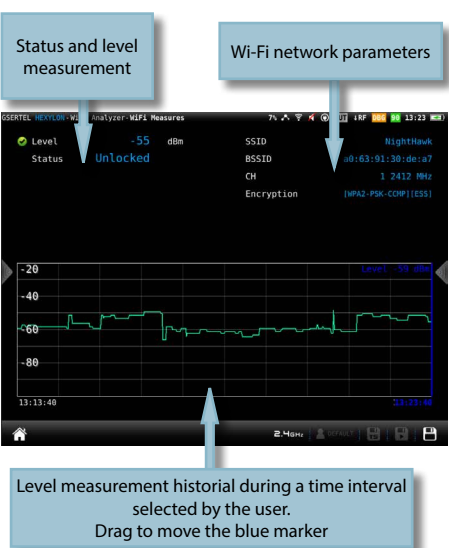 Status and level
measurement
Wi-Fi network parameters
GSERTEL HEXYLON-Wi Analyzer-WiFi Measures 7% 13:23
Level -55 dBm
Status Unlocked
SSID NightHawk
BSSID a0:63:91:30:de:a7
CH 1 2412 MHz
Encryption [WPA2-PSK-CCMP][ESS]
-20 Level -59 dBm
-40
-60
-80
13:13:40 13:23:40
2.4GHz DEFAULT
Level measurement historial during a time interval
selected by the user.
Drag to move the blue marker